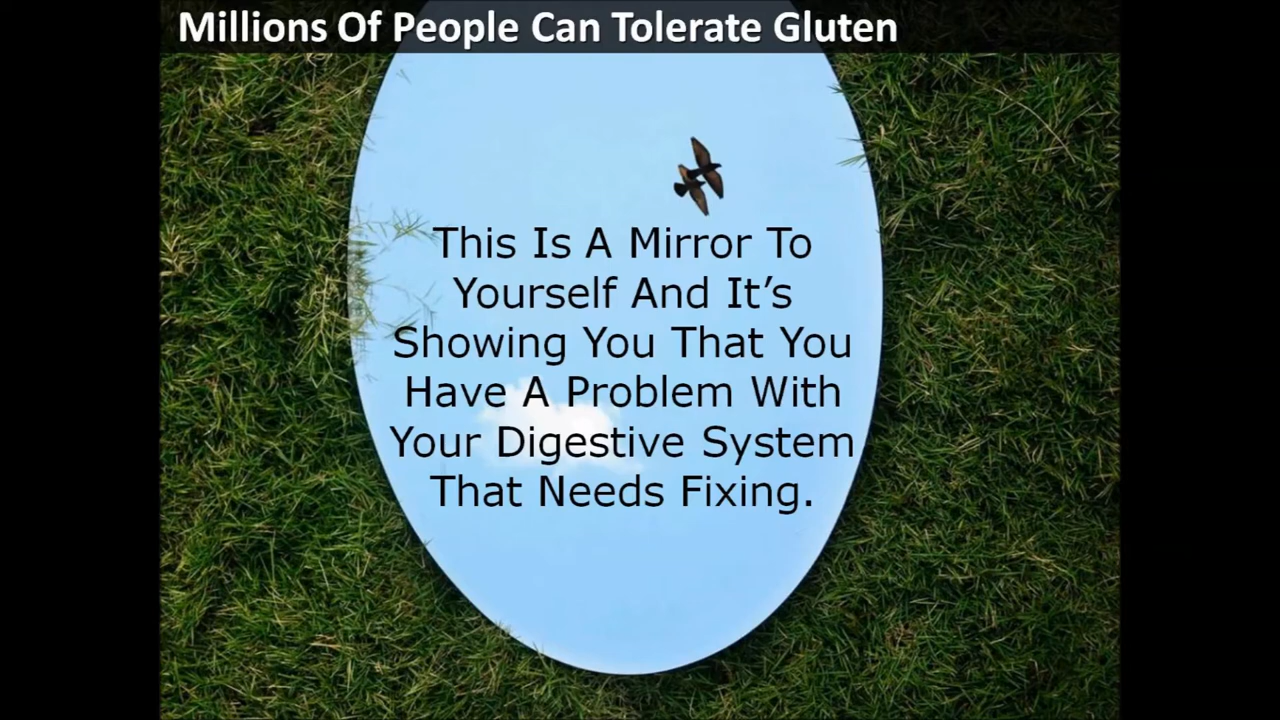 Millions Of People Can Tolerate Gluten
This Is A Mirror To
Yourself And It’s
Showing You That You
Have A Problem With
Your Digestive System
That Needs Fixing.